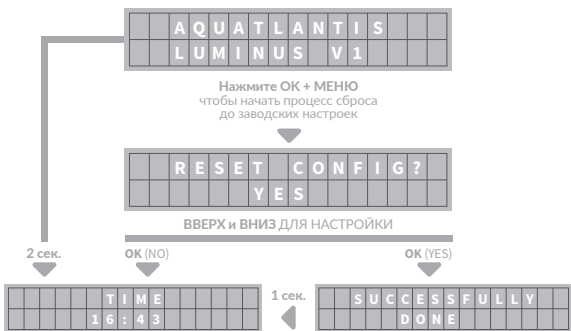 AQUATLANTIS
LUMINUS V1
Нажмите OK + МЕНЮ
чтобы начать процесс сброса
до заводских настроек
RESET CONFIG?
YES
ВВЕРХ и ВНИЗ ДЛЯ НАСТРОЙКИ
2 сек.
OK (NO)
OK (YES)
TIME
16:43
1 сек.
SUCCESSFULLY
DONE